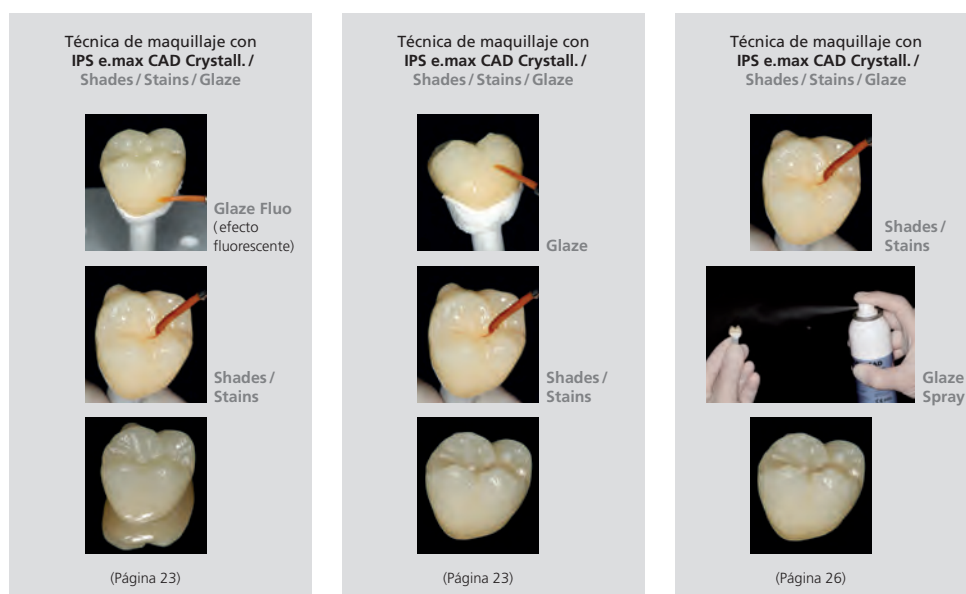 Técnica de maquillaje con
IPS e.max CAD Crystall. /
Shades / Stains / Glaze
Glaze Fluo
(efecto
fluorescente)
Shades /
Stains
(Página 23)
Técnica de maquillaje con
IPS e.max CAD Crystall. /
Shades / Stains / Glaze
Glaze
Shades /
Stains
(Página 23)
Técnica de maquillaje con
IPS e.max CAD Crystall. /
Shades / Stains / Glaze
Shades /
Stains
CAD
Glaze
Spray
(Página 26)